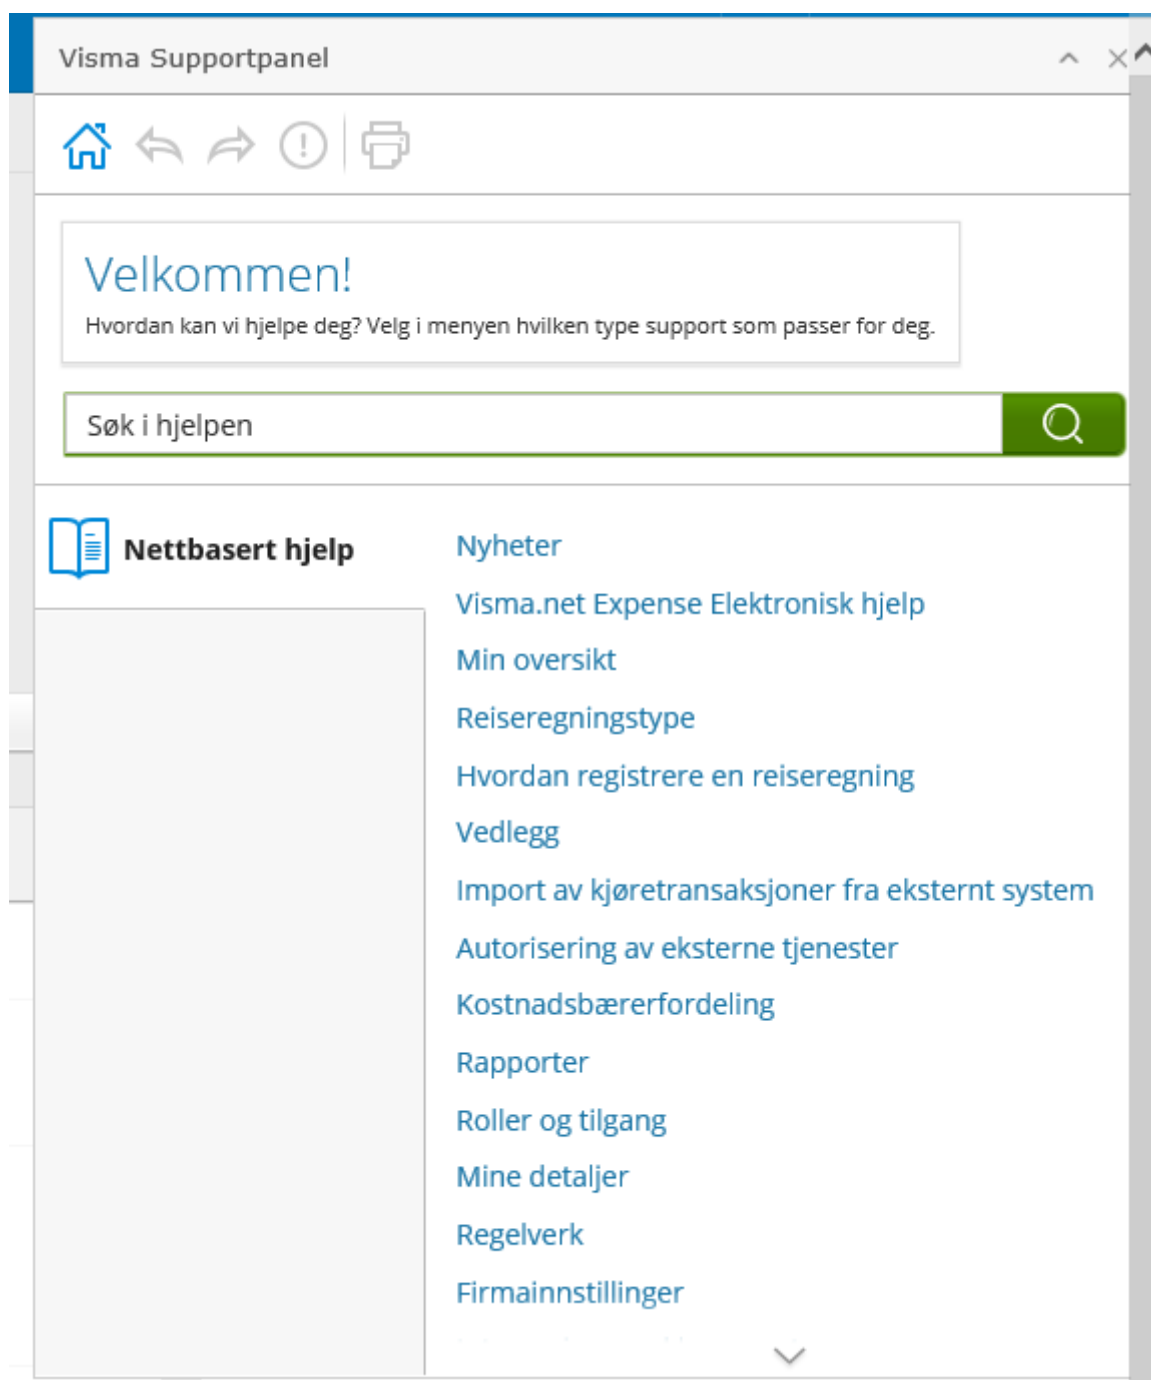 Visma Supportpanel
Velkommen!
Hvordan kan vi hjelpe deg? Velg i menyen hvilken type support som passer for deg.
Søk i hjelpen
Nettbasert hjelp
Nyheter
Visma.net Expense Elektronisk hjelp
Min oversikt
Reiseregningstype
Hvordan registrere en reiseregning
Vedlegg
Import av kjøretransaksjoner fra eksternt system
Autorisering av eksterne tjenester
Kostnadsbærerfordeling
Rapporter
Roller og tilgang
Mine detaljer
Regelverk
Firmainnstillinger